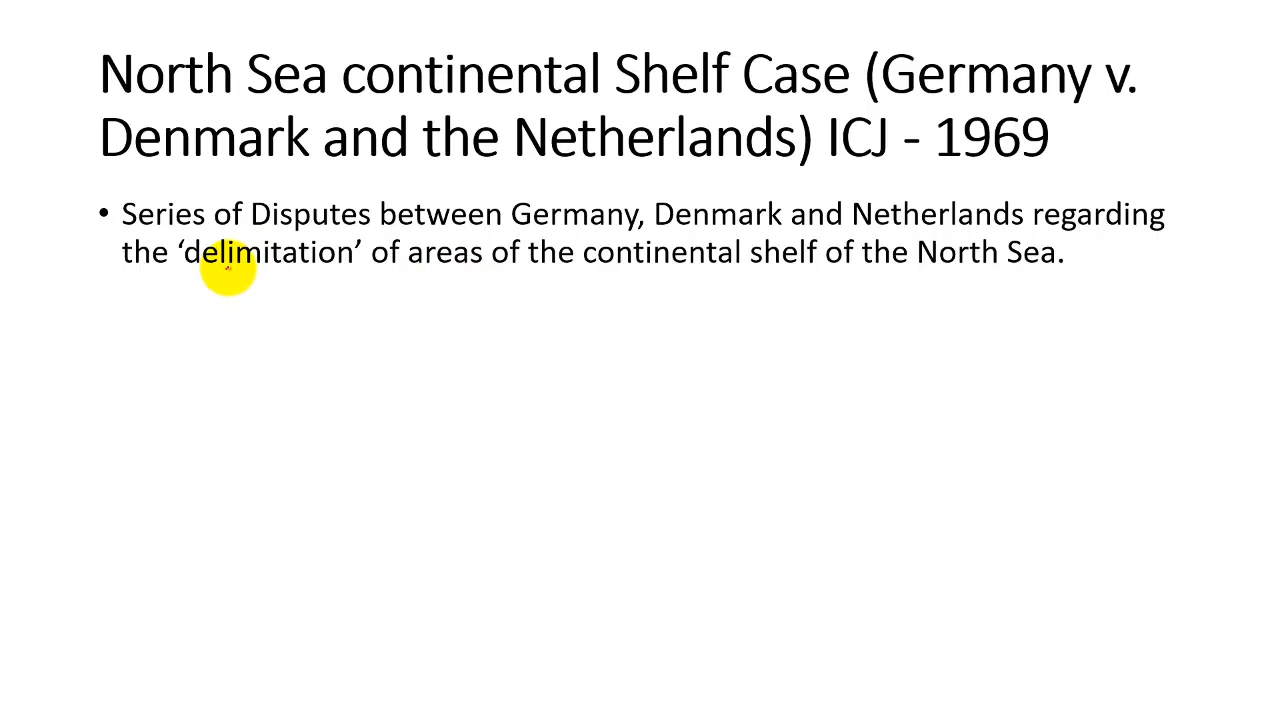 North Sea continental Shelf Case (Germany v.
Denmark and the Netherlands) ICJ - 1969
• Series of Disputes between Germany, Denmark and Netherlands regarding
the ‘delimitation’ of areas of the continental shelf of the North Sea.